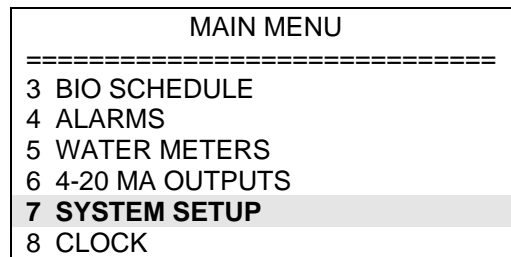 MAIN MENU
==============================
3 BIO SCHEDULE
4 ALARMS
5 WATER METERS
6 4-20 MA OUTPUTS
7 SYSTEM SETUP
8 CLOCK